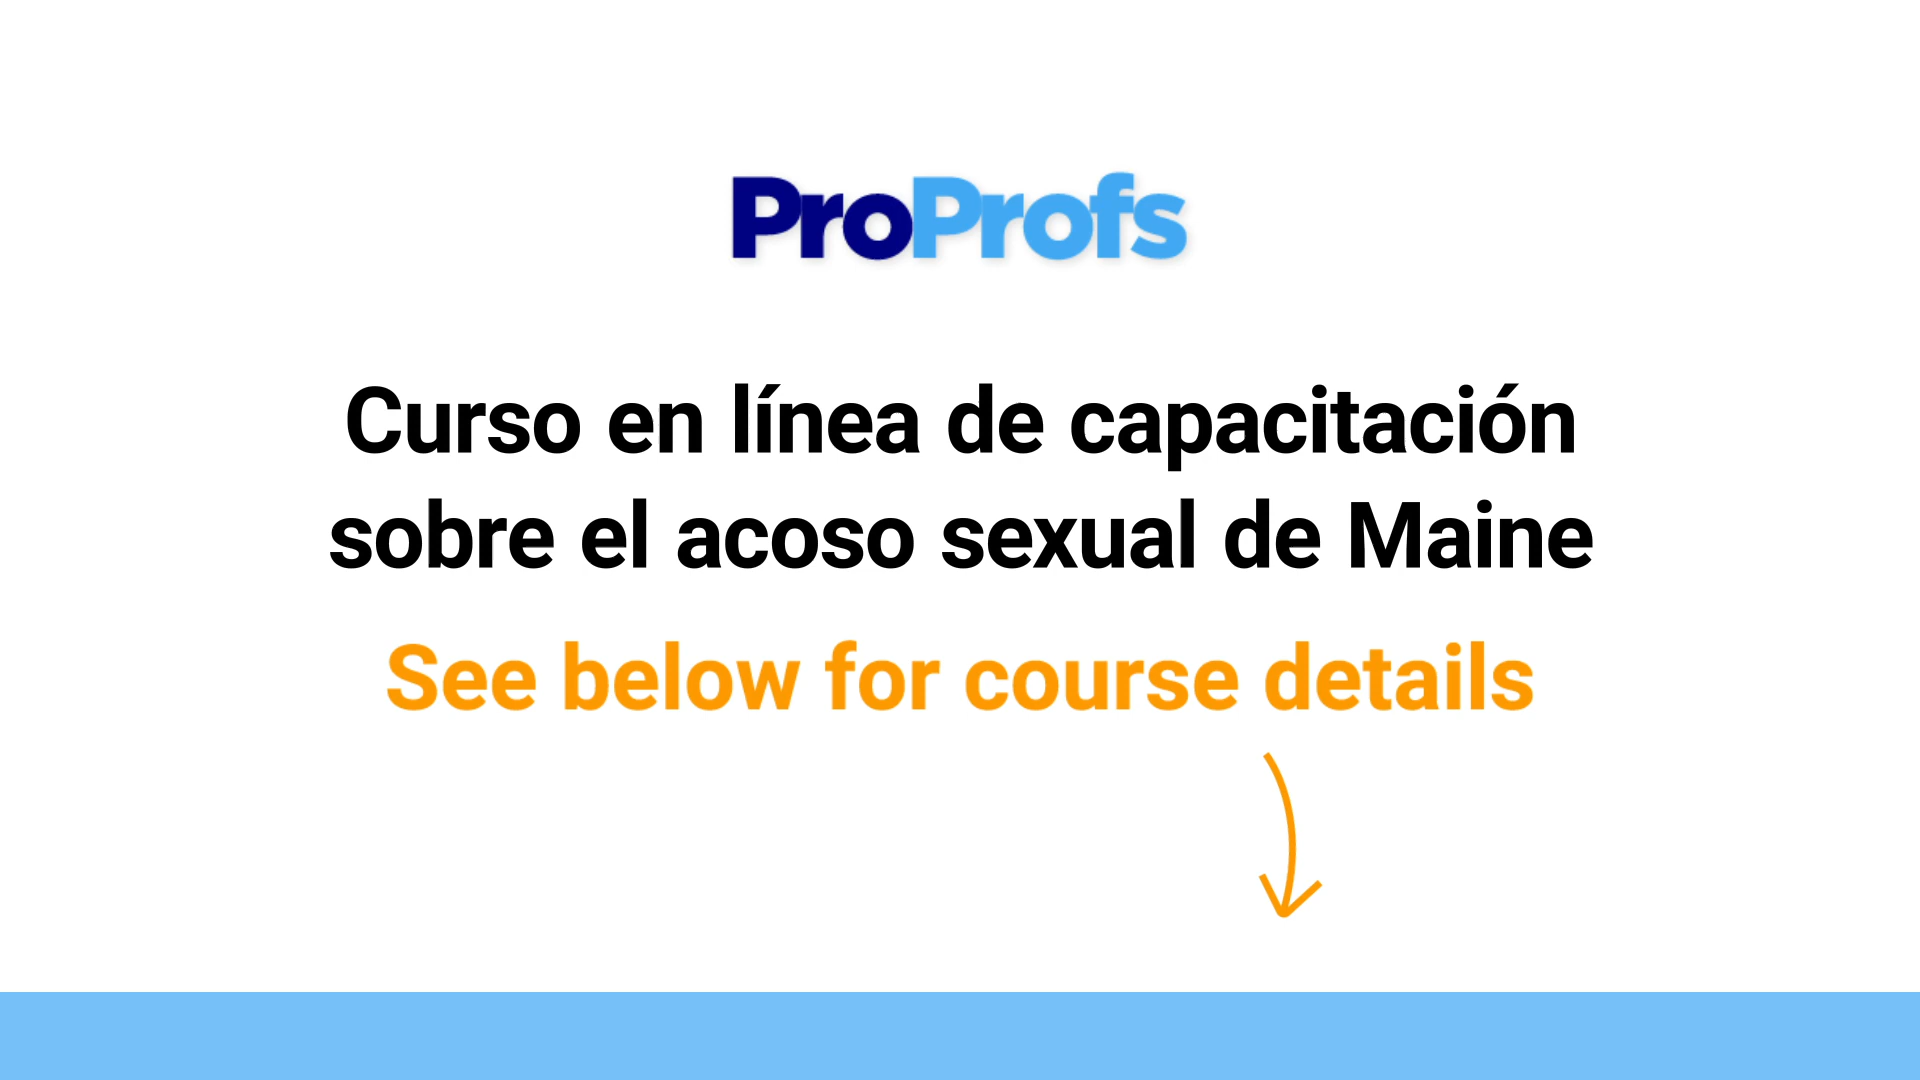 ProProfs
Curso en línea de capacitación
sobre el acoso sexual de Maine
See below for course details